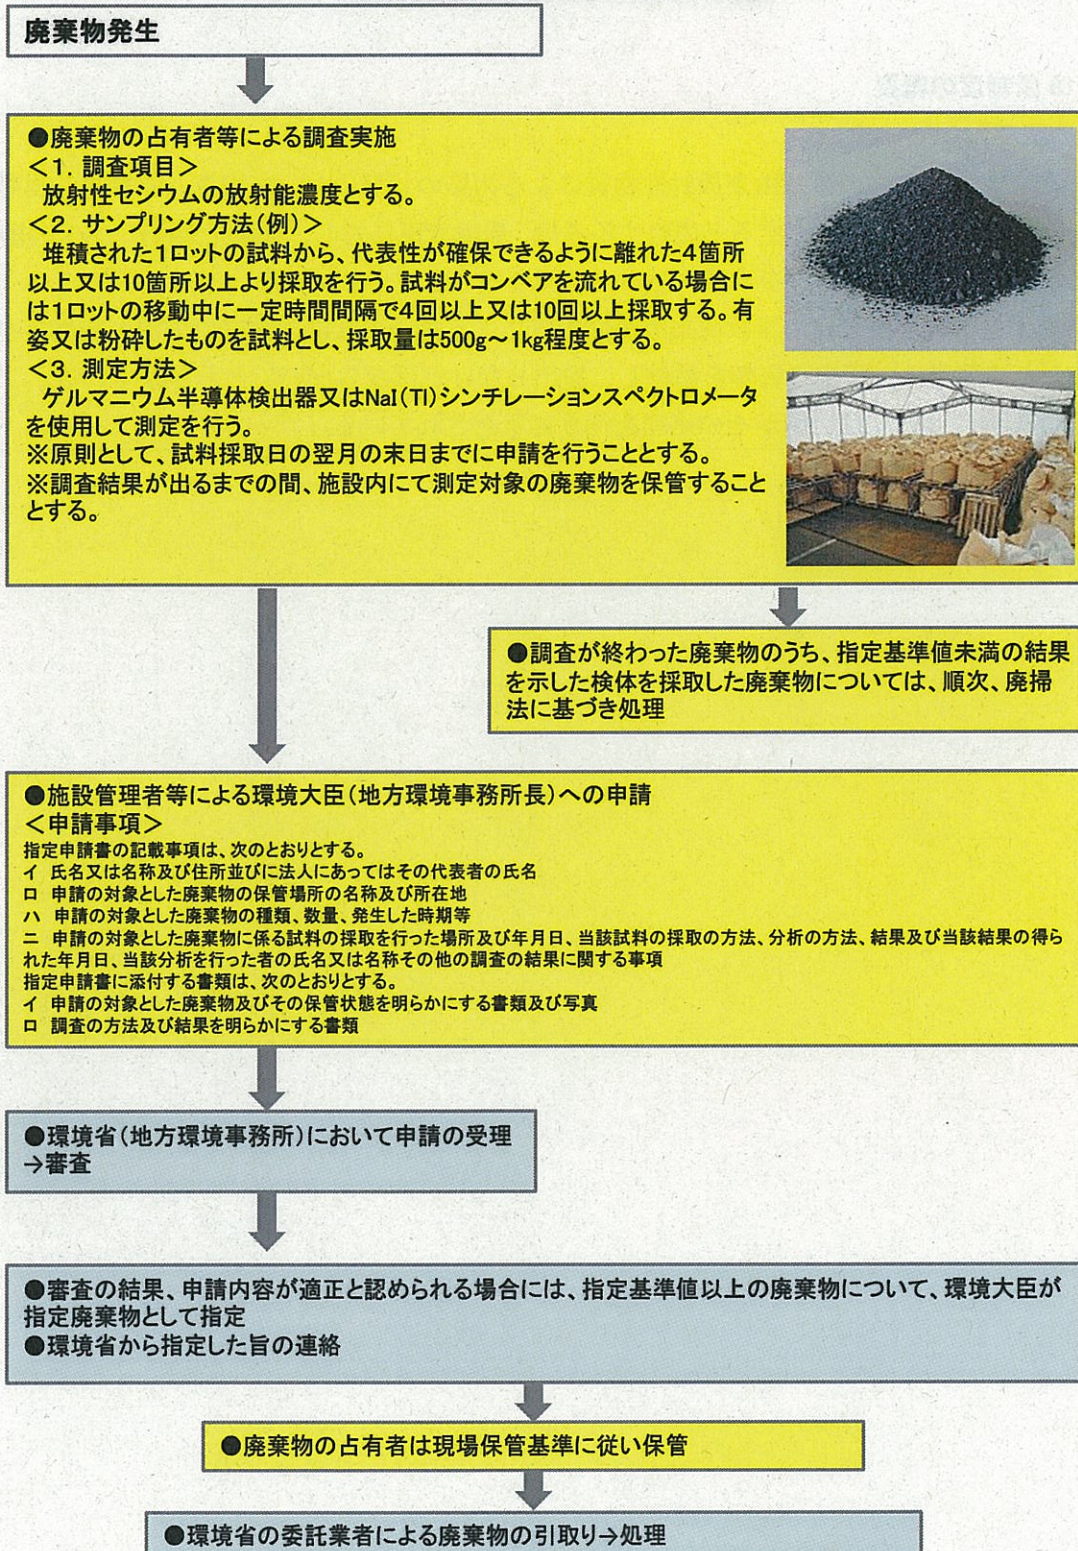 廃棄物発生
●廃棄物の占有者等による調査実施
＜1. 調査項目＞
放射性セシウムの放射能濃度とする。
＜2. サンプリング方法(例)＞
堆積された1ロットの試料から、代表性が確保できるように離れた4箇所
以上又は10箇所以上より採取を行う。試料がコンベアを流れている場合に
は1ロットの移動中に一定時間間隔で4回以上又は10回以上採取する。有
姿又は粉砕したものを試料とし、採取量は500g～1kg程度とする。
＜3. 測定方法＞
ゲルマニウム半導体検出器又はNaI(Tl)シンチレーションスペクトロメータ
を使用して測定を行う。
※原則として、試料採取日の翌月の末日までに申請を行うこととする。
※調査結果が出るまでの間、施設内にて測定対象の廃棄物を保管すること
とする。
●調査が終わった廃棄物のうち、指定基準値未満の結果
を示した検体を採取した廃棄物については、順次、廃掃
法に基づき処理
●施設管理者等による環境大臣(地方環境事務所長)への申請
＜申請事項＞
指定申請書の記載事項は、次のとおりとする。
イ 氏名又は名称及び住所並びに法人にあってはその代表者の氏名
ロ 申請の対象とした廃棄物の保管場所の名称及び所在地
ハ 申請の対象とした廃棄物の種類、数量、発生した時期等
ニ 申請の対象とした廃棄物に係る試料の採取を行った場所及び年月日、当該試料の採取の方法、分析の方法、結果及び当該結果の得ら
れた年月日、当該分析を行った者の氏名又は名称その他の調査の結果に関する事項
指定申請書に添付する書類は、次のとおりとする。
イ 申請の対象とした廃棄物及びその保管状態を明らかにする書類及び写真
ロ 調査の方法及び結果を明らかにする書類
●環境省(地方環境事務所)において申請の受理
→審査
●審査の結果、申請内容が適正と認められる場合には、指定基準値以上の廃棄物について、環境大臣が
指定廃棄物として指定
●環境省から指定した旨の連絡
●廃棄物の占有者は現場保管基準に従い保管
●環境省の委託業者による廃棄物の引取り→処理